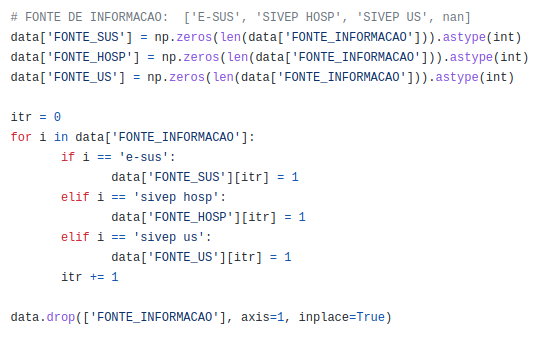 # FONTE DE INFORMACAO:  ['E-SUS', 'SIVEP HOSP', 'SIVEP US', nan]
data['FONTE_SUS'] = np.zeros(len(data['FONTE_INFORMACAO'])).astype(int)
data['FONTE_HOSP'] = np.zeros(len(data['FONTE_INFORMACAO'])).astype(int)
data['FONTE_US'] = np.zeros(len(data['FONTE_INFORMACAO'])).astype(int)

itr = 0
for i in data['FONTE_INFORMACAO']:
       if i == 'e-sus':
              data['FONTE_SUS'][itr] = 1
       elif i == 'sivep hosp':
              data['FONTE_HOSP'][itr] = 1
       elif i == 'sivep us':
              data['FONTE_US'][itr] = 1
       itr += 1

data.drop(['FONTE_INFORMACAO'], axis=1, inplace=True)